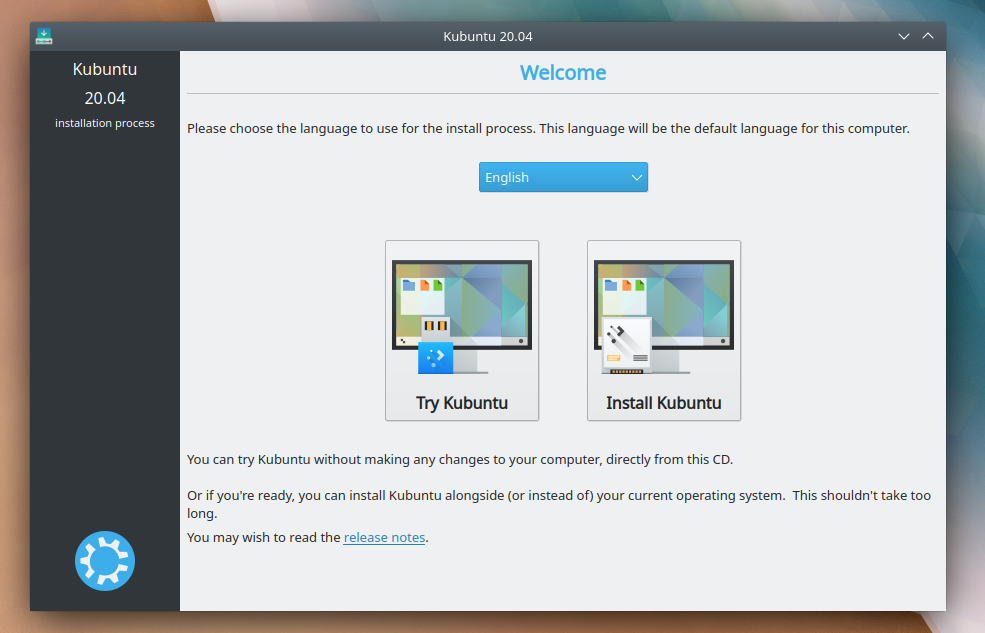 Kubuntu 20.04
Kubuntu
20.04
installation process
Welcome
Please choose the language to use for the install process. This language will be the default language for this computer.
English
Try Kubuntu
Install Kubuntu
You can try Kubuntu without making any changes to your computer, directly from this CD.
Or if you're ready, you can install Kubuntu alongside (or instead of) your current operating system.  This shouldn't take too
long.
You may wish to read the release notes.